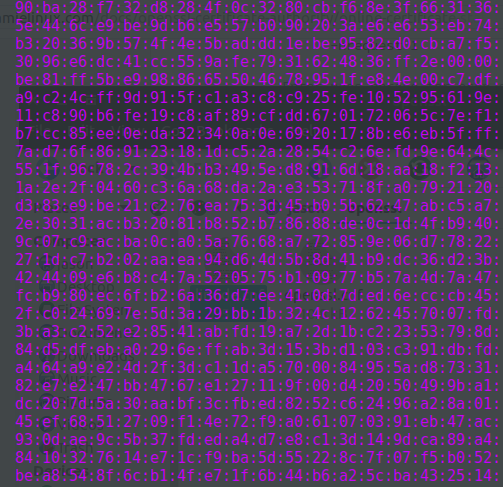 90:ba:28:f7:32:d8:28:4f:0c:32:80:cb:f6:8e:3f:66:31:36:
5e:44:6c:e9:be:9d:b6:e5:57:b0:90:20:3a:e6:e6:53:eb:74:
b3:20:36:9b:57:4f:4e:5b:ad:dd:1e:be:95:82:d0:cb:a7:f5:
30:96:e6:dc:41:cc:55:9a:fe:79:31:62:48:36:ff:2e:00:00:
be:81:ff:5b:e9:98:86:65:50:46:78:95:1f:e8:4e:00:c7:df:
a9:c2:4c:ff:9d:91:5f:c1:a3:c8:c9:25:fe:10:52:95:61:9e:
11:c8:90:b6:fe:19:c8:af:89:cf:dd:67:01:72:06:5c:7e:f1:
b7:cc:85:ee:0e:da:32:34:0a:0e:69:20:17:8b:e6:eb:5f:ff:
7a:d7:6f:86:91:23:18:1d:c5:2a:28:54:c2:6e:fd:9e:64:4c:
55:1f:96:78:2c:39:4b:b3:49:5e:d8:91:6d:18:aa:18:f2:13:
1a:2e:2f:04:60:c3:6a:68:da:2a:e3:53:71:8f:a0:79:21:20:
d3:83:e9:be:21:c2:76:ea:75:3d:45:b0:5b:62:47:ab:c5:a7:
2e:30:31:ac:b3:20:81:b8:52:b7:86:88:de:0c:1d:4f:b9:40:
9c:07:c9:ac:ba:0c:a0:5a:76:68:a7:72:85:9e:06:d7:78:22:
27:1d:c7:b2:02:aa:ea:94:d6:4d:5b:8d:41:b9:dc:36:d2:3b:
42:44:09:e6:b8:c4:7a:52:05:75:b1:09:77:b5:7a:4d:7a:47:
fc:b9:80:ec:6f:b2:6a:36:d7:ee:41:0d:2f:ed:6e:cc:cb:45:
2f:c0:24:69:7e:5d:3a:29:bb:1b:32:4c:12:62:45:70:07:fd:
3b:a3:c2:52:e2:85:41:ab:fd:19:a7:2d:1b:c2:23:53:79:8d:
84:d5:df:eb:a0:29:6e:ff:ab:3d:15:3b:d1:03:c3:91:db:fd:
a4:64:a9:e2:4d:2f:3d:c1:1d:a5:70:00:84:95:5a:d8:73:31:
82:fe:e2:47:bb:47:67:e1:27:11:9f:00:d4:20:50:49:9b:a1:
dc:20:7d:5a:30:aa:bf:3c:fb:ed:82:52:c6:24:96:a2:8a:01:
45:ef:68:51:27:09:f1:4e:72:f9:a0:61:07:03:91:eb:47:ac:
93:0d:ae:9c:5b:37:fd:ed:a4:d7:e8:c1:3d:14:9d:ca:89:a4:
84:18:32:76:14:e7:1c:f9:ba:5d:55:22:8c:7f:07:f5:b0:52:
be:a8:54:8f:6c:b1:4f:e7:1f:6b:44:b6:a2:5c:ba:43:25:14: